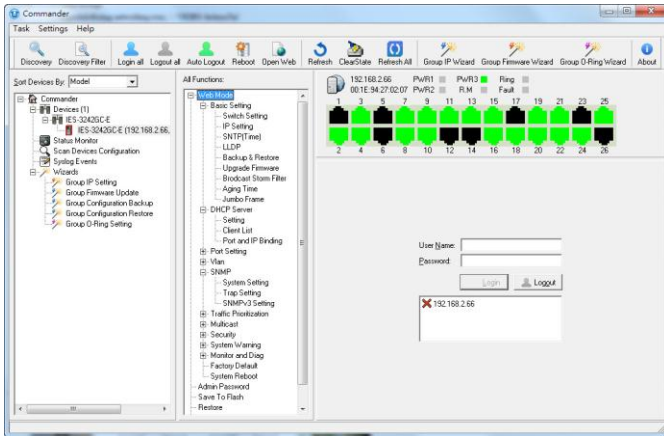 Commander
Task Settings Help
Discovery Discovery Filter Login all Logout all Auto Logout Reboot Open Web Refresh ClearState Refresh All Group IP Wizard Group Firmware Wizard Group O-Ring Wizard About
Sort Devices By: Model
Commander
Devices (1)
IES-3242GC-E
IES-3242GC-E (192.168.2.66,
Status Monitor
Scan Devices Configuration
Syslog Events
Wizards
Group IP Setting
Group Firmware Update
Group Configuration Backup
Group Configuration Restore
Group O-Ring Setting
All Functions:
Web Mode
Basic Setting
Switch Setting
IP Setting
SNTP(Time)
LLDP
Backup & Restore
Upgrade Firmware
Brodcast Storm Filter
Aging Time
Jumbo Frame
DHCP Server
Setting
Client List
Port and IP Binding
Port Setting
Vlan
SNMP
System Setting
Trap Setting
SNMPv3 Setting
Traffic Prioritization
Multicast
Security
System Warning
Monitor and Diag
Factory Default
System Reboot
Admin Password
Save To Flash
Restore
192.168.2.66 PWR1 PWR3 Ring
00:1E:94:27:02:07 PWR2 R.M Fault
1 3 5 7 9 11 13 15 17 19 21 23 25
2 4 6 8 10 12 14 16 18 20 22 24 26
User Name:
Password:
Login Logout
192.168.2.66